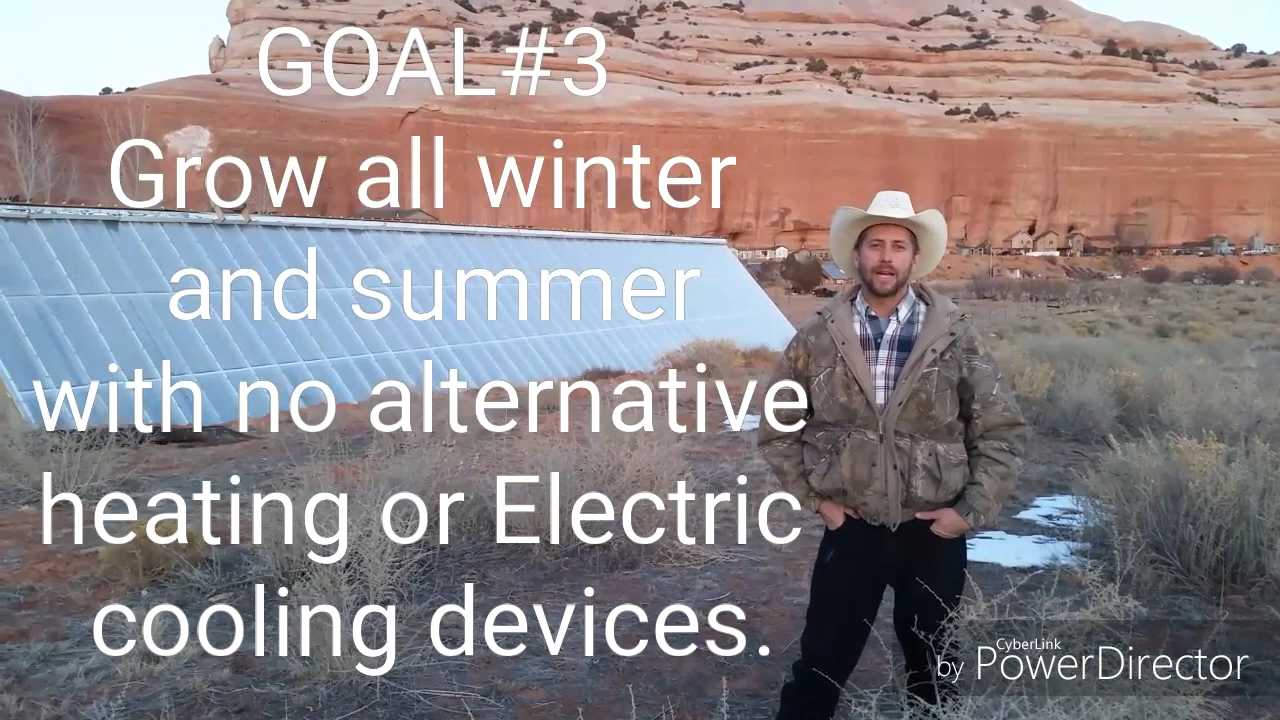 GOAL#3
Grow all winter
and summer
with no alternative
heating or Electric
cooling devices.
CyberLink
by PowerDirector